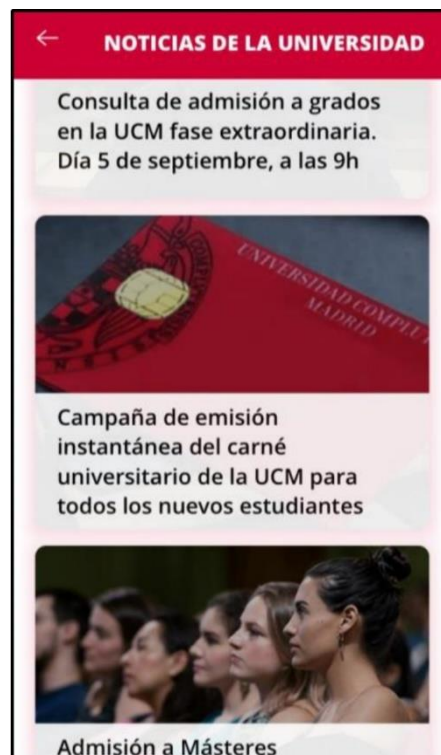 NOTICIAS DE LA UNIVERSIDAD
Consulta de admisión a grados
en la UCM fase extraordinaria.
Día 5 de septiembre, a las 9h
UNIVERSIDAD
MADRID
Campaña de emisión
instantánea del carné
universitario de la UCM para
todos los nuevos estudiantes
Admisión a Másteres